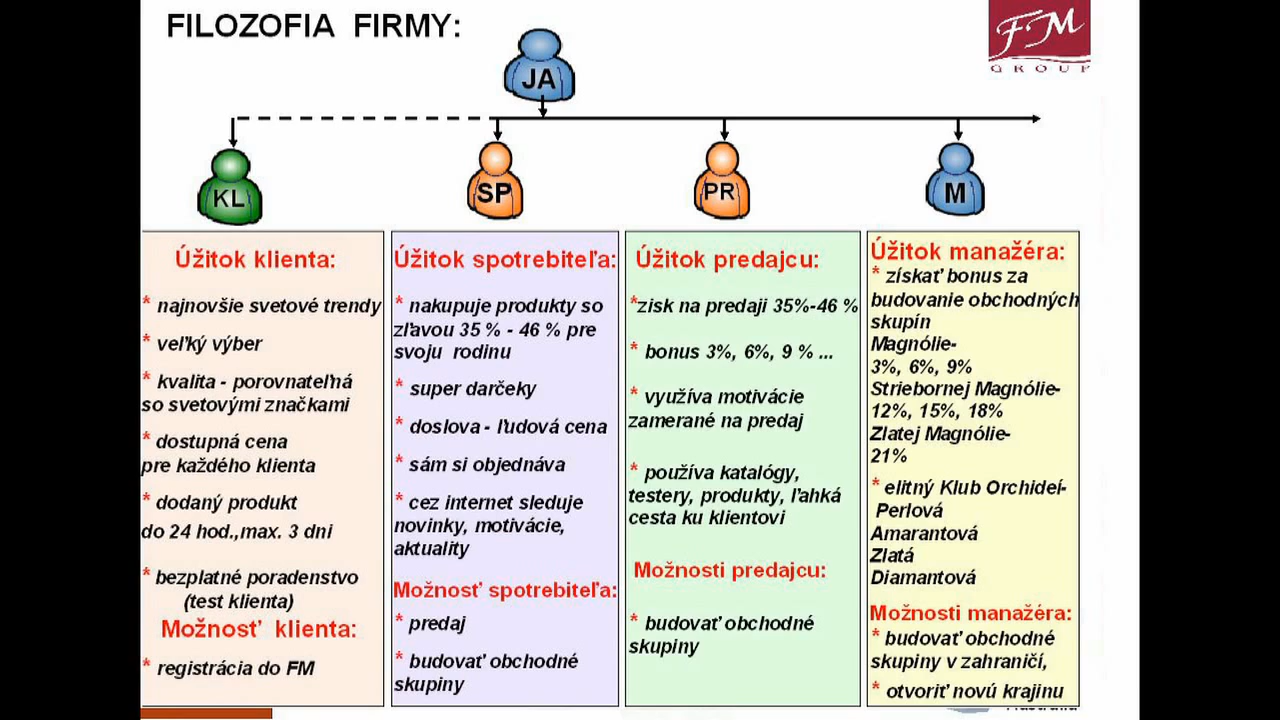 FILOZOFIA FIRMY:
FM
GROUP
JA
KL
SP
PR
M
Úžitok klienta:
* najnovšie svetové trendy
* veľký výber
* kvalita - porovnateľná
so svetovými značkami
* dostupná cena
pre každého klienta
* dodaný produkt
do 24 hod.,max. 3 dni
* bezplatné poradenstvo
(test klienta)
Možnosť klienta:
* registrácia do FM
Úžitok spotrebiteľa:
* nakupuje produkty so
zľavou 35 % - 46 % pre
svoju rodinu
* super darčeky
* doslova - ľudová cena
* sám si objednáva
* cez internet sleduje
novinky, motivácie,
aktuality
Možnosť spotrebiteľa:
* predaj
* budovať obchodné
skupiny
Úžitok predajcu:
*zisk na predaji 35%-46 %
* bonus 3%, 6%, 9 % ...
* využíva motivácie
zamerané na predaj
* používa katalógy,
testery, produkty, ľahká
cesta ku klientovi
Možnosti predajcu:
* budovať obchodné
skupiny
Úžitok manažéra:
* získať bonus za
budovanie obchodných
skupín
Magnólie-
3%, 6%, 9%
Striebornej Magnólie-
12%, 15%, 18%
Zlatej Magnólie-
21%
* elitný Klub Orchideí-
Perlová
Amarantová
Zlatá
Diamantová
Možnosti manažéra:
* budovať obchodné
skupiny v zahraničí,
* otvoriť novú krajinu